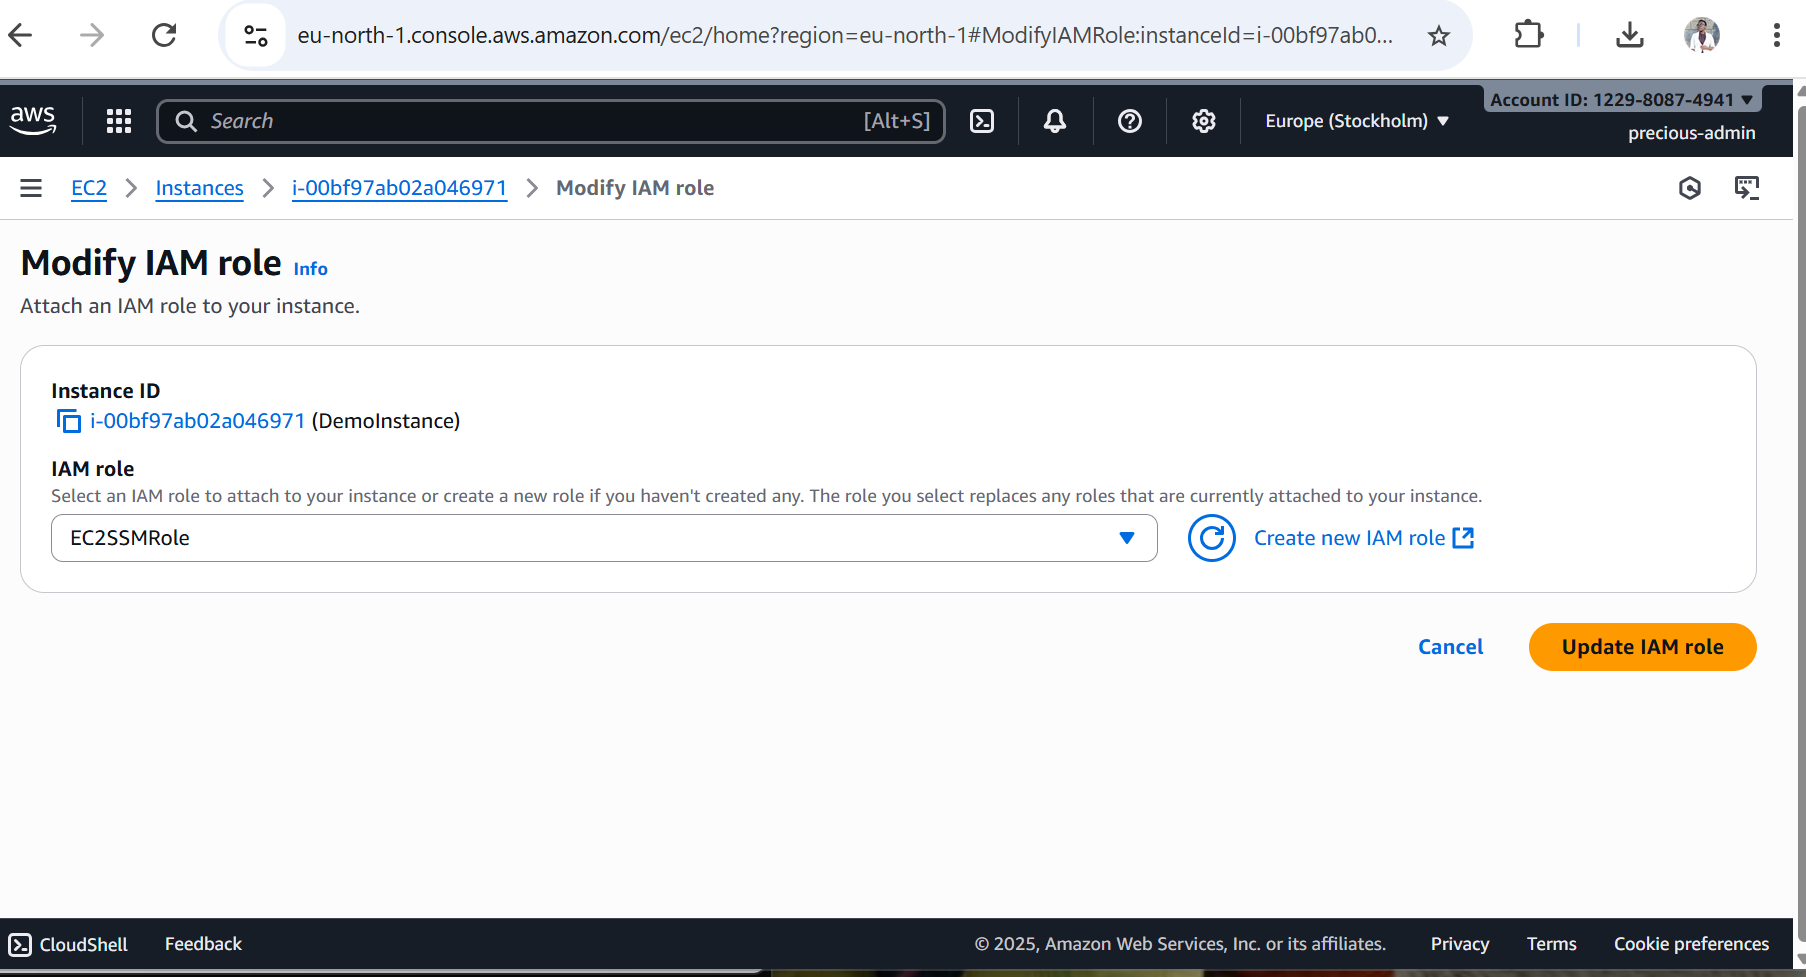 eu-north-1.console.aws.amazon.com/ec2/home?region=eu-north-1#ModifyIAMRole:instanceId=i-00bf97ab0...
aws
Search
[Alt+S]
Europe (Stockholm)
Account ID: 1229-8087-4941
precious-admin
EC2
Instances
i-00bf97ab02a046971
Modify IAM role
Modify IAM role Info
Attach an IAM role to your instance.
Instance ID
i-00bf97ab02a046971 (DemoInstance)
IAM role
Select an IAM role to attach to your instance or create a new role if you haven't created any. The role you select replaces any roles that are currently attached to your instance.
EC2SSMRole
Create new IAM role
Cancel
Update IAM role
CloudShell
Feedback
© 2025, Amazon Web Services, Inc. or its affiliates.
Privacy
Terms
Cookie preferences